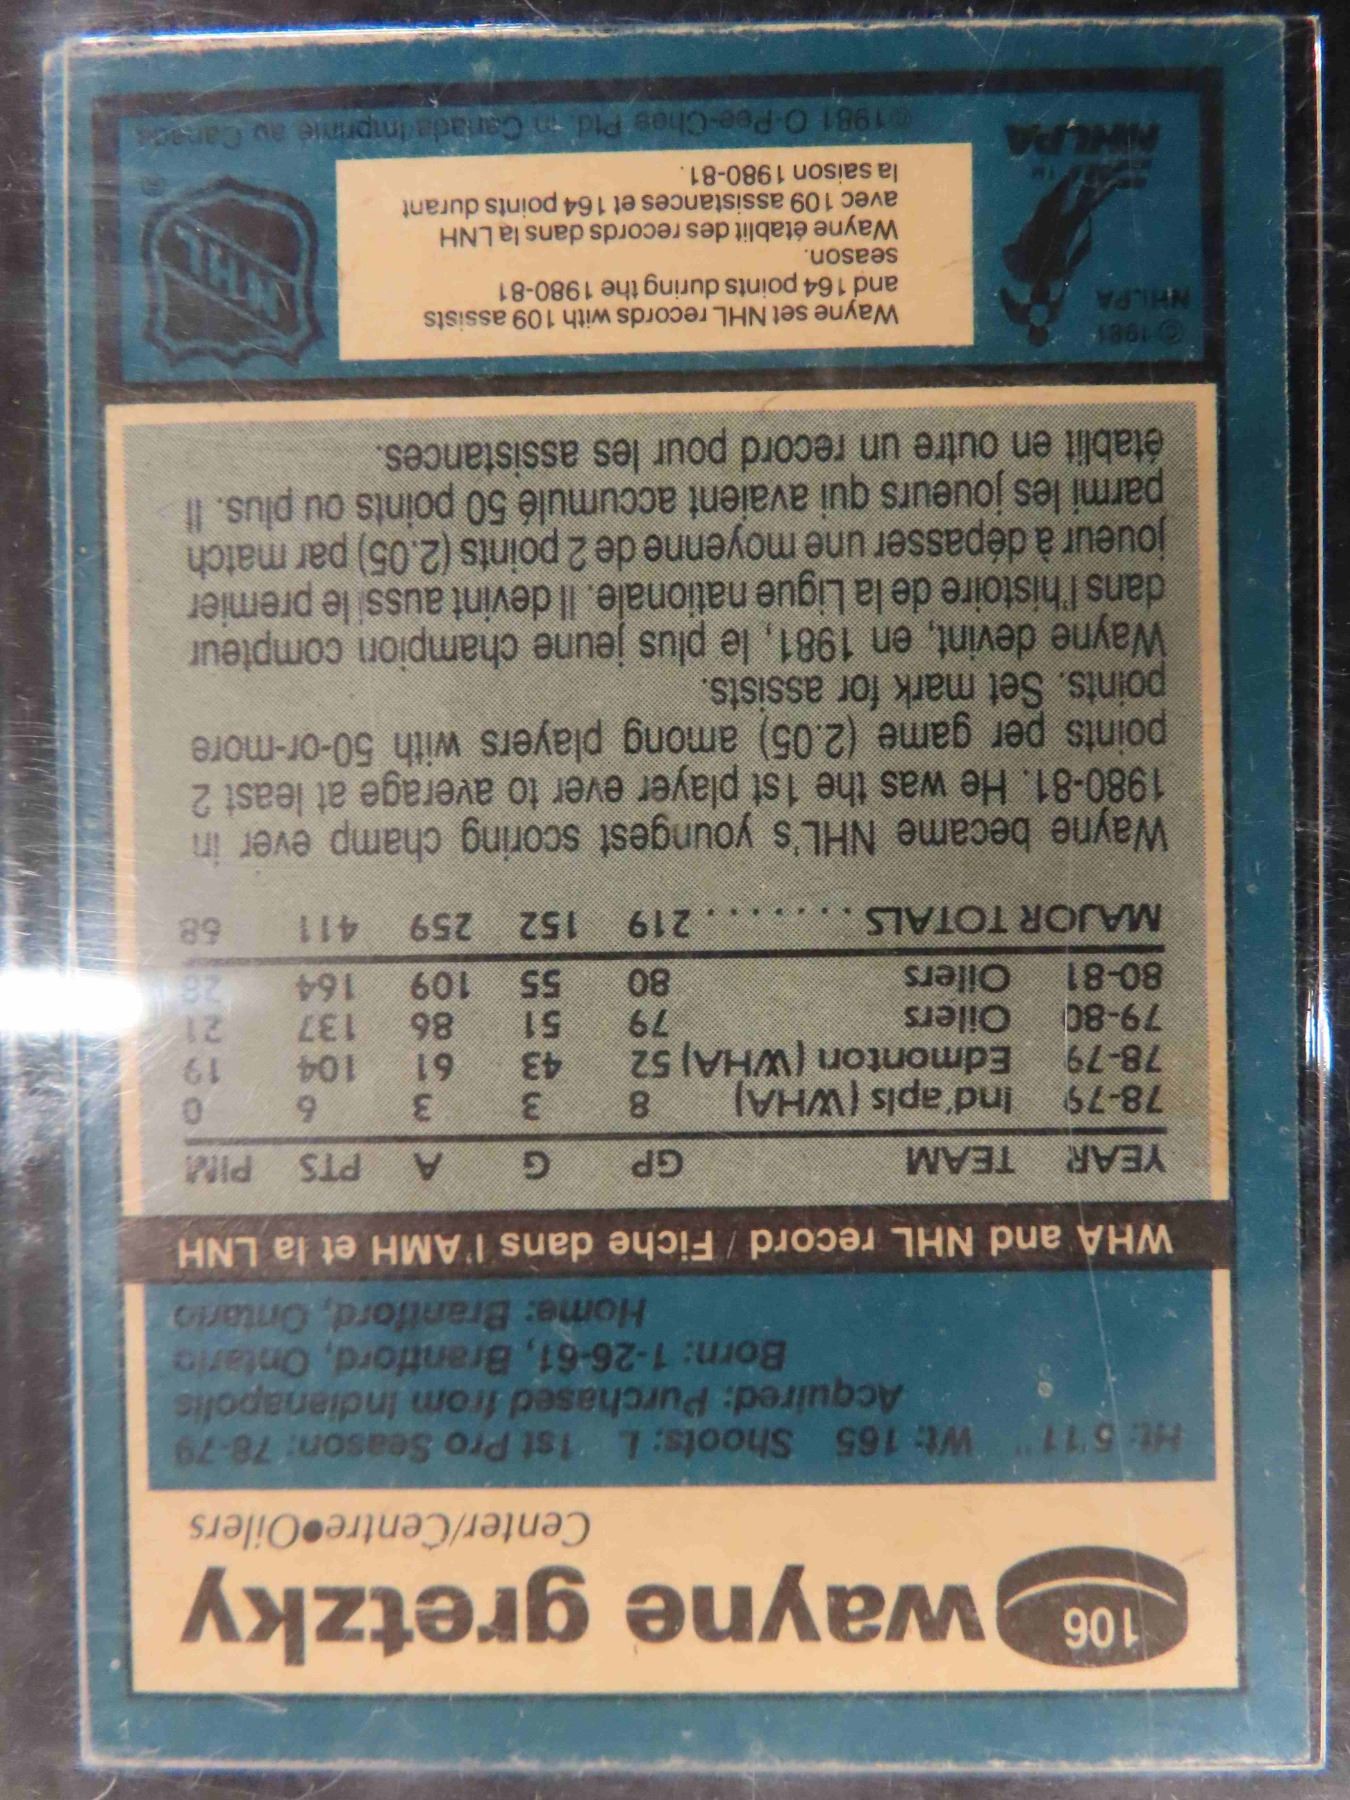 106
wayne gretzky
Center/Centre•Oilers
Ht: 5'11" Wt: 165 Shoots: L 1st Pro Season: 78-79
Acquired: Purchased from Indianapolis
Born: 1-26-61, Brantford, Ontario
Home: Brantford, Ontario
WHA and NHL record / Fiche dans l'AMH et la LNH
YEAR TEAM GP G A PTS PIM
78-79 Ind'apls (WHA) 8 3 3 6 0
78-79 Edmonton (WHA) 52 43 61 104 19
79-80 Oilers 79 51 86 137 21
80-81 Oilers 80 55 109 164 28
MAJOR TOTALS ........ 219 152 259 411 68
Wayne became NHL's youngest scoring champ ever in
1980-81. He was the 1st player ever to average at least 2
points per game (2.05) among players with 50-or-more
points. Set mark for assists.
Wayne devint, en 1981, le plus jeune champion compteur
dans l'histoire de la Ligue nationale. Il devint aussi le premier
joueur à dépasser une moyenne de 2 points (2.05) par match
parmi les joueurs qui avaient accumulé 50 points ou plus. Il
établit en outre un record pour les assistances.
© 1981
NHLPA
NHLPA
TM
Wayne set NHL records with 109 assists
and 164 points during the 1980-81
season.
Wayne établit des records dans la LNH
avec 109 assistances et 164 points durant
la saison 1980-81.
NHL
®
©1981 O-Pee-Chee Ptd. in Canada/Imprimé au Canada